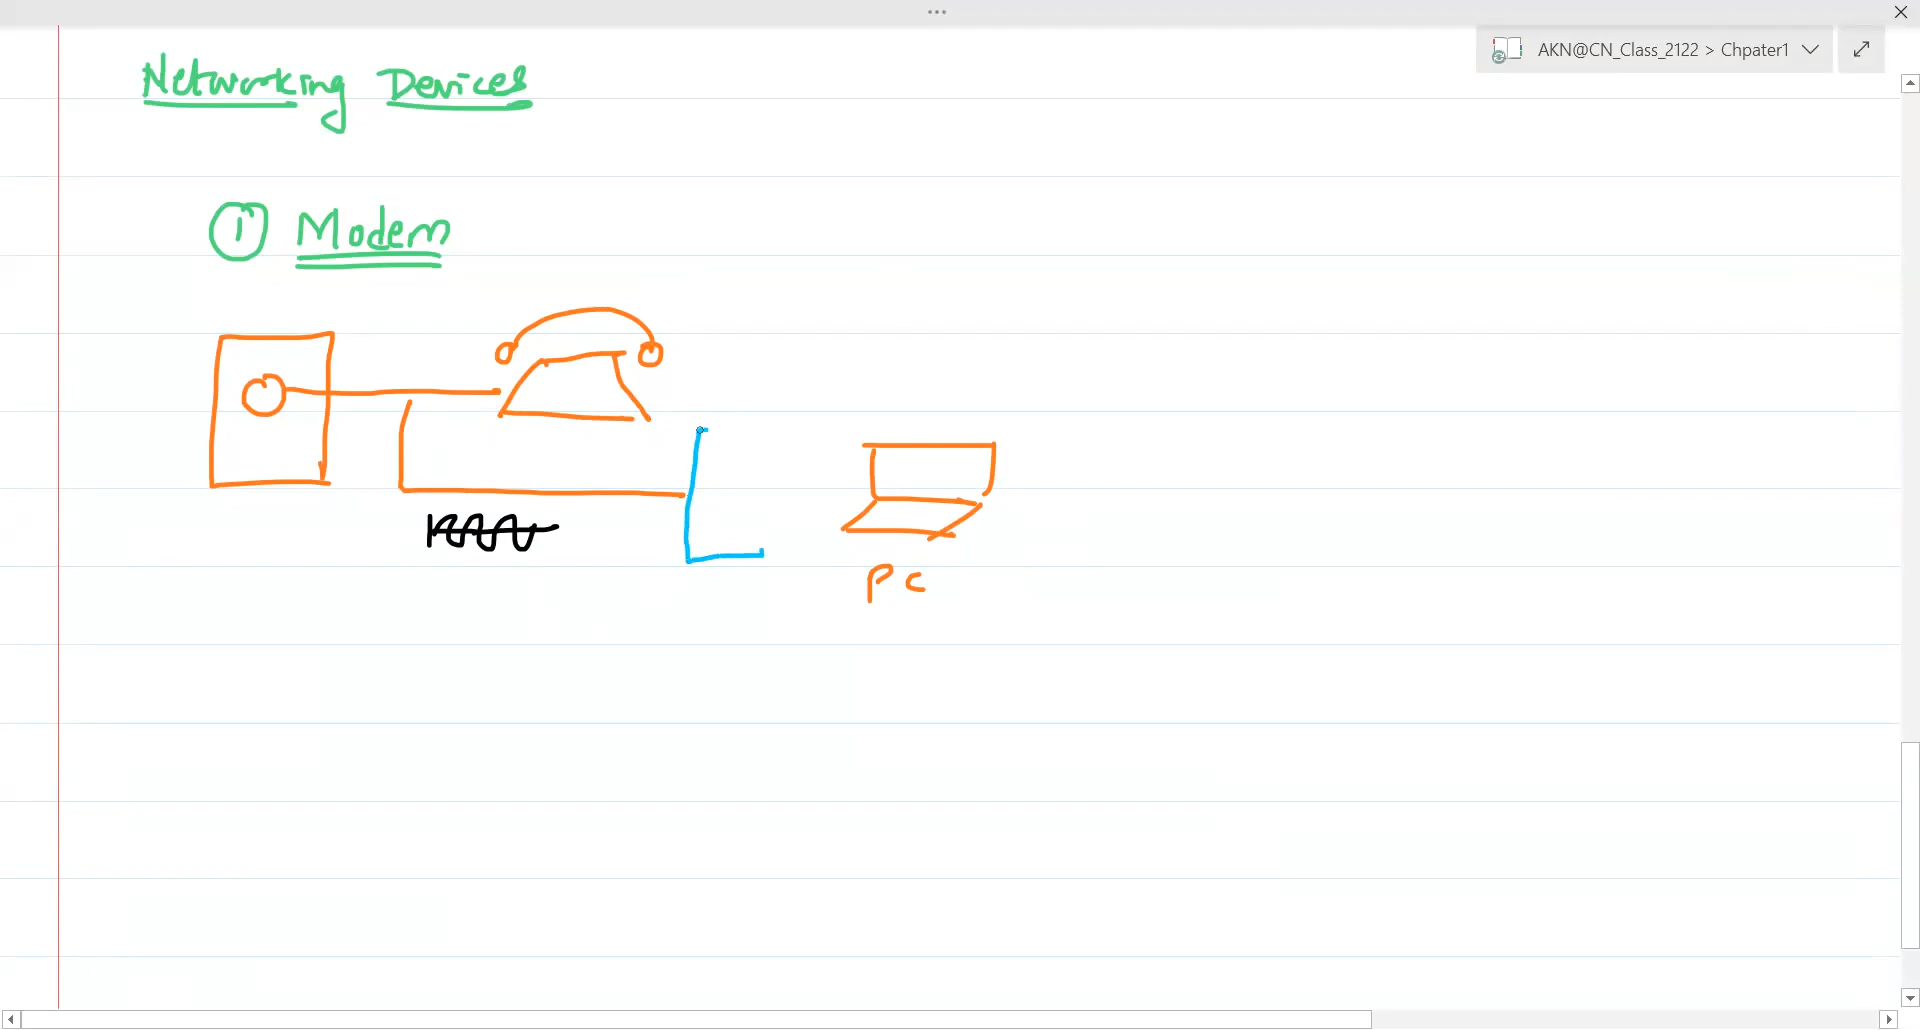 AKN@CN_Class_2122 > Chpater1
Networking Devices
1 Modem
PC